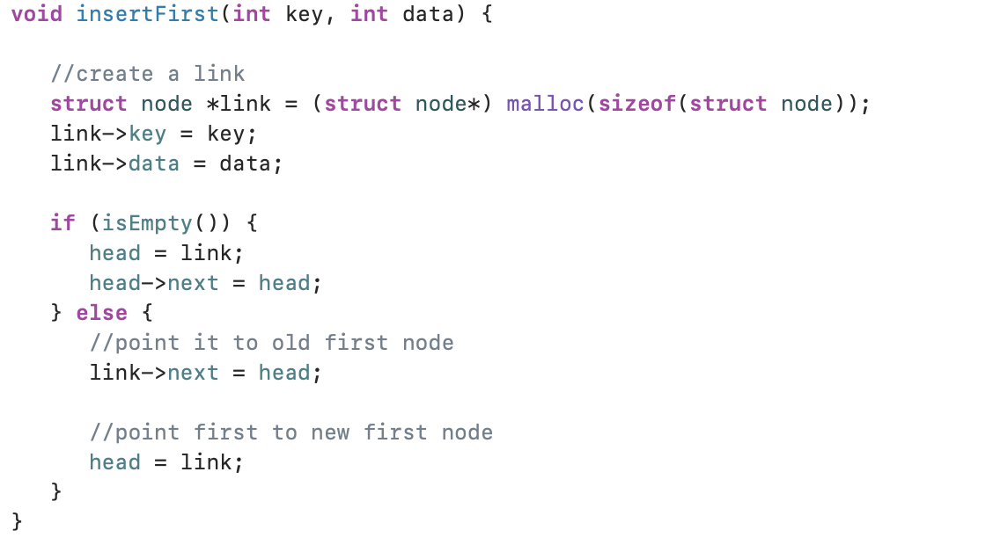 void insertFirst(int key, int data) {

   //create a link
   struct node *link = (struct node*) malloc(sizeof(struct node));
   link->key = key;
   link->data = data;

   if (isEmpty()) {
      head = link;
      head->next = head;
   } else {
      //point it to old first node
      link->next = head;

      //point first to new first node
      head = link;
   }
}